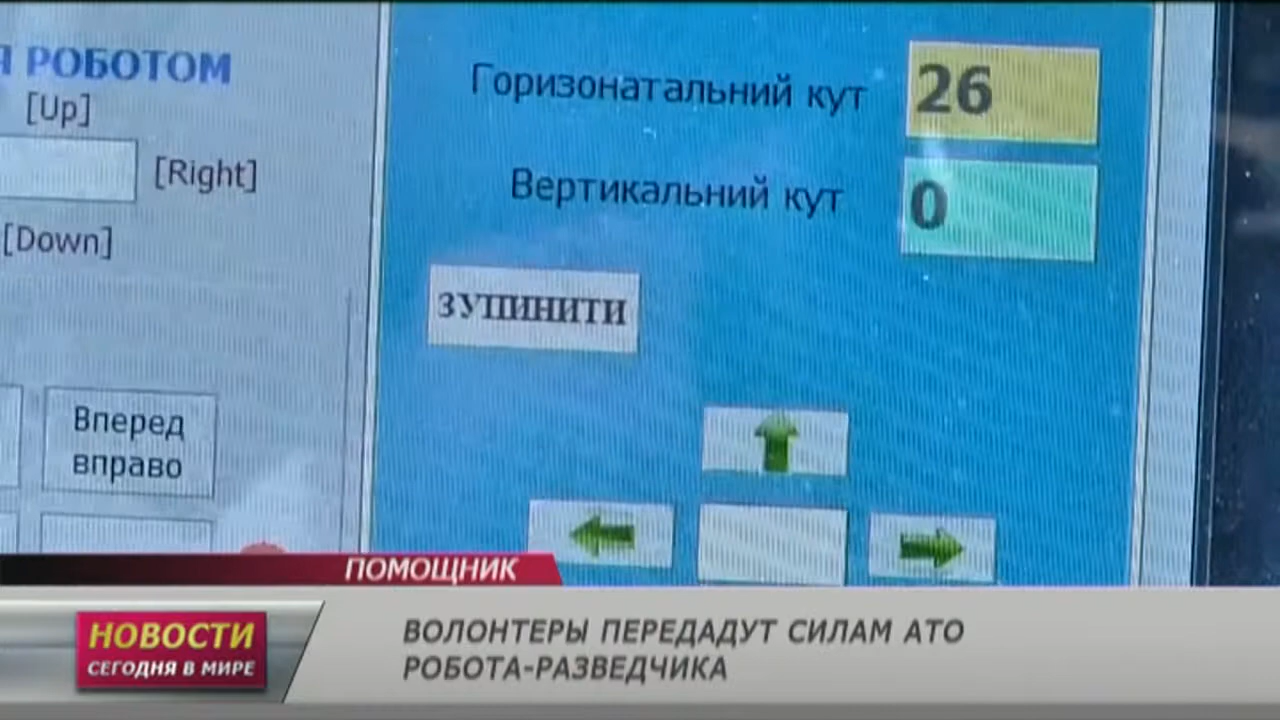 РОБОТОМ
[Up]
[Right]
[Down]
Вперед
вправо
Горизонатальний кут
26
Вертикальний кут
0
ЗУПИНИТИ
ПОМОЩНИК
НОВОСТИ
СЕГОДНЯ В МИРЕ
ВОЛОНТЕРЫ ПЕРЕДАДУТ СИЛАМ АТО
РОБОТА-РАЗВЕДЧИКА